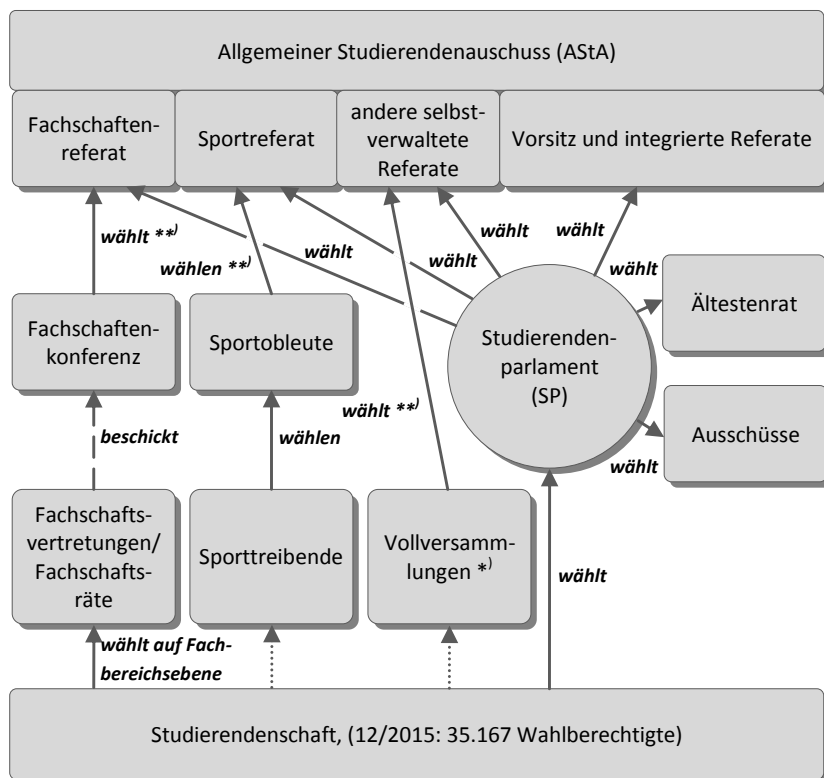 Allgemeiner Studierendenauschuss (AStA)
Fachschaften-
referat
Sportreferat
andere selbst-
verwaltete
Referate
Vorsitz und integrierte Referate
wählt **)
wählen **)
wählt
wählt
wählt
wählt
wählt
Fachschaften-
konferenz
Sportobleute
Studierenden-
parlament
(SP)
Ältestenrat
wählt **)
beschickt
wählen
Ausschüsse
wählt
Fachschafts-
vertretungen/
Fachschafts-
räte
Sporttreibende
Vollversamm-
lungen *)
wählt
wählt auf Fach-
bereichsebene
Studierendenschaft, (12/2015: 35.167 Wahlberechtigte)